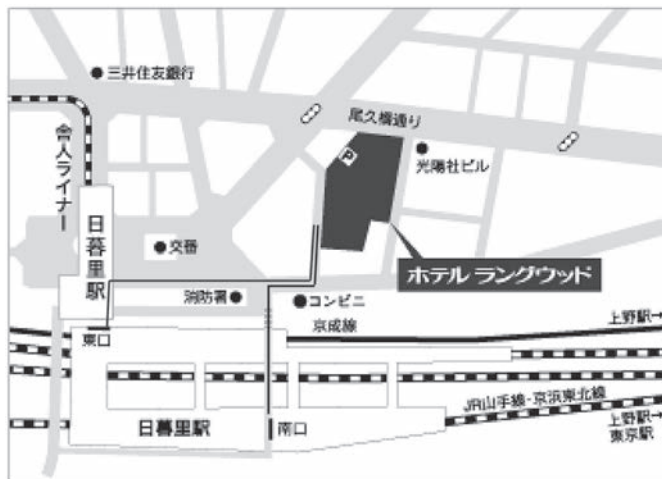 三井住友銀行
尾久橋通り
P
光陽社ビル
舎人ライナー
日暮里駅
交番
ホテル ラングウッド
消防署
コンビニ
東口
京成線
上野駅→
JR山手線・京浜東北線
日暮里駅
南口
上野駅→
東京駅